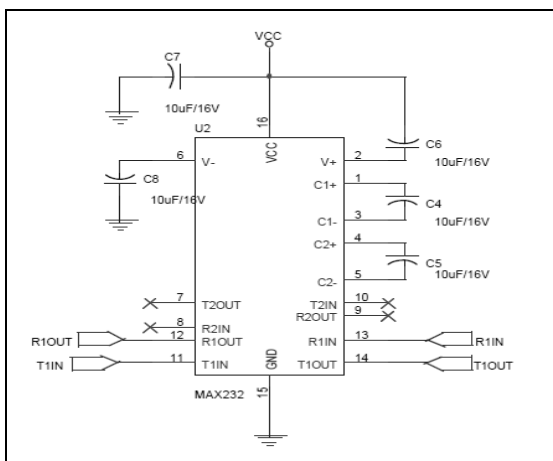 VCC
C7
10uF/16V
U2
16
VCC
6
V-
V+
2
C6
10uF/16V
C8
10uF/16V
C1+
1
C4
10uF/16V
C1-
3
C2+
4
C5
10uF/16V
C2-
5
7
T2OUT
T2IN
10
8
R2IN
R2OUT
9
R1OUT
12
R1OUT
R1IN
13
R1IN
T1IN
11
T1IN
T1OUT
14
T1OUT
GND
15
MAX232